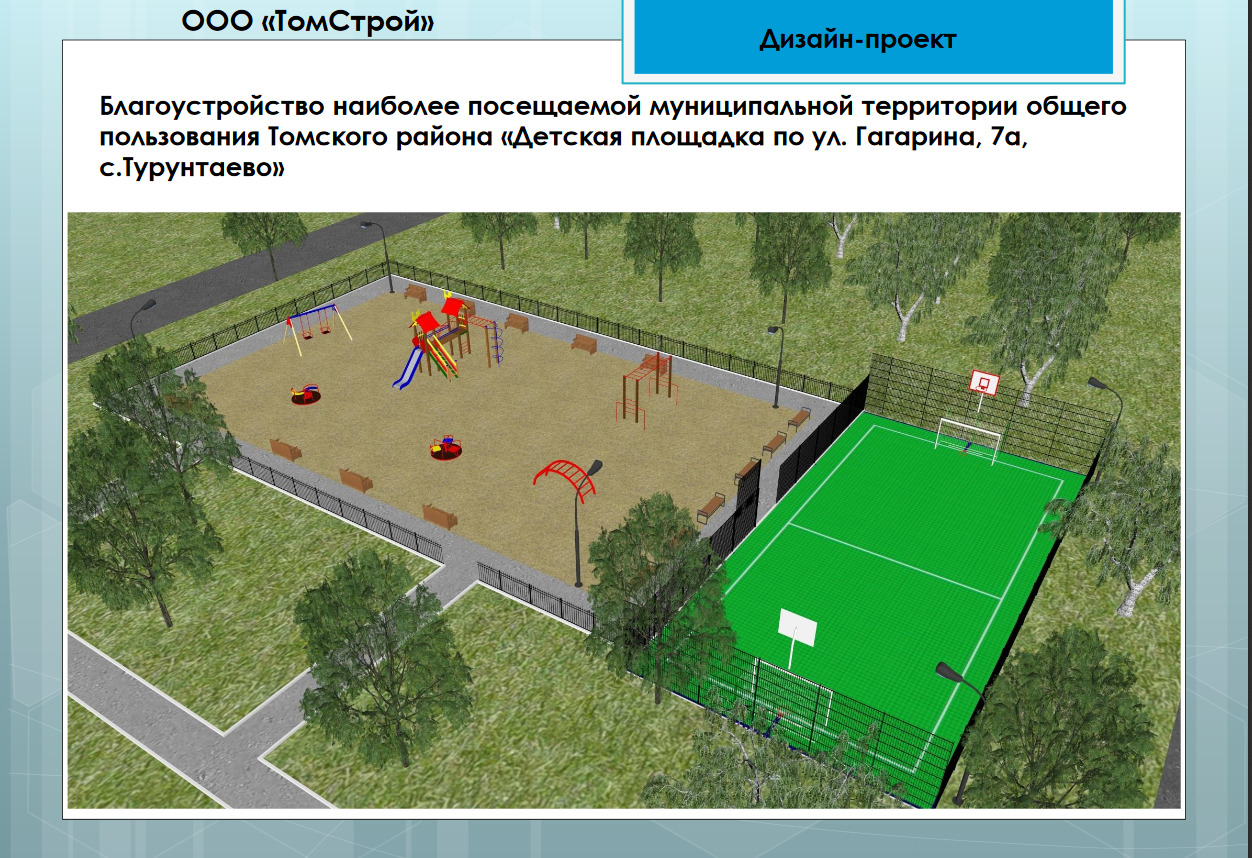 ООО «ТомСтрой»
Дизайн-проект
Благоустройство наиболее посещаемой муниципальной территории общего
пользования Томского района «Детская площадка по ул. Гагарина, 7а,
с.Турунтаево»